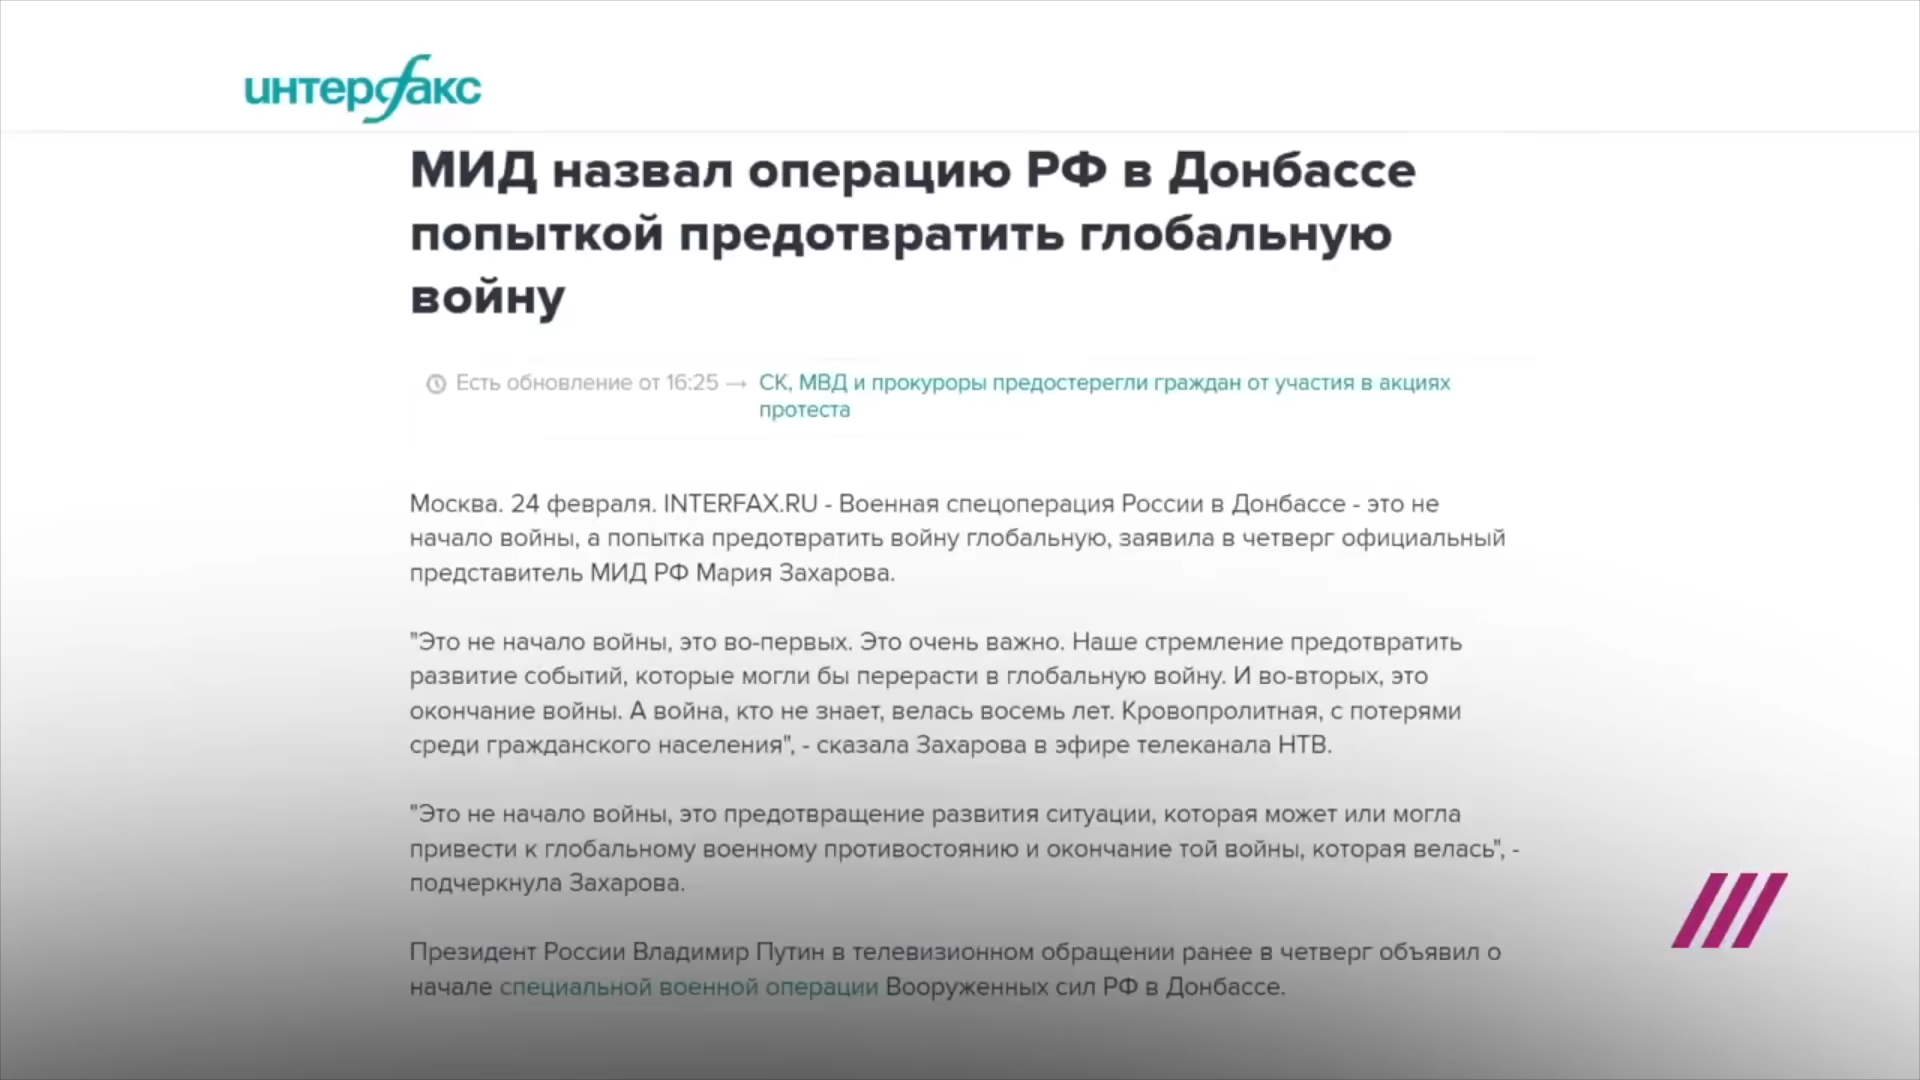 интерфакс
МИД назвал операцию РФ в Донбассе
попыткой предотвратить глобальную
войну
Есть обновление от 16:25 → СК, МВД и прокуроры предостерегли граждан от участия в акциях
протеста
Москва. 24 февраля. INTERFAX.RU - Военная спецоперация России в Донбассе - это не
начало войны, а попытка предотвратить войну глобальную, заявила в четверг официальный
представитель МИД РФ Мария Захарова.
"Это не начало войны, это во-первых. Это очень важно. Наше стремление предотвратить
развитие событий, которые могли бы перерасти в глобальную войну. И во-вторых, это
окончание войны. А война, кто не знает, велась восемь лет. Кровопролитная, с потерями
среди гражданского населения", - сказала Захарова в эфире телеканала НТВ.
"Это не начало войны, это предотвращение развития ситуации, которая может или могла
привести к глобальному военному противостоянию и окончание той войны, которая велась", -
подчеркнула Захарова.
Президент России Владимир Путин в телевизионном обращении ранее в четверг объявил о
начале специальной военной операции Вооруженных сил РФ в Донбассе.